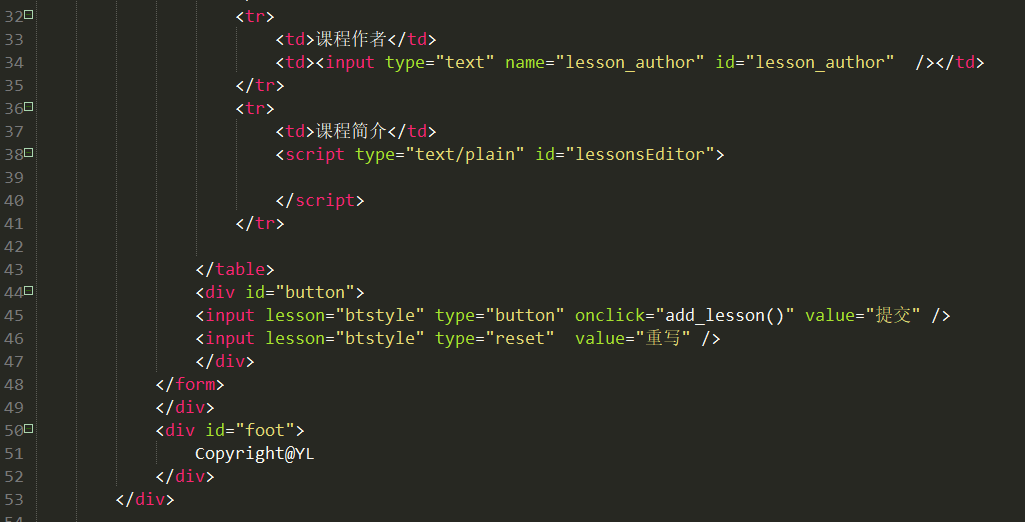 32 <tr>
33 <td>课程作者</td>
34 <td><input type="text" name="lesson_author" id="lesson_author"  /></td>
35 </tr>
36 <tr>
37 <td>课程简介</td>
38 <script type="text/plain" id="lessonsEditor">
39
40 </script>
41 </tr>
42
43 </table>
44 <div id="button">
45 <input lesson="btstyle" type="button" onclick="add_lesson()" value="提交" />
46 <input lesson="btstyle" type="reset"  value="重写" />
47 </div>
48 </form>
49 </div>
50 <div id="foot">
51 Copyright@YL
52 </div>
53 </div>
54